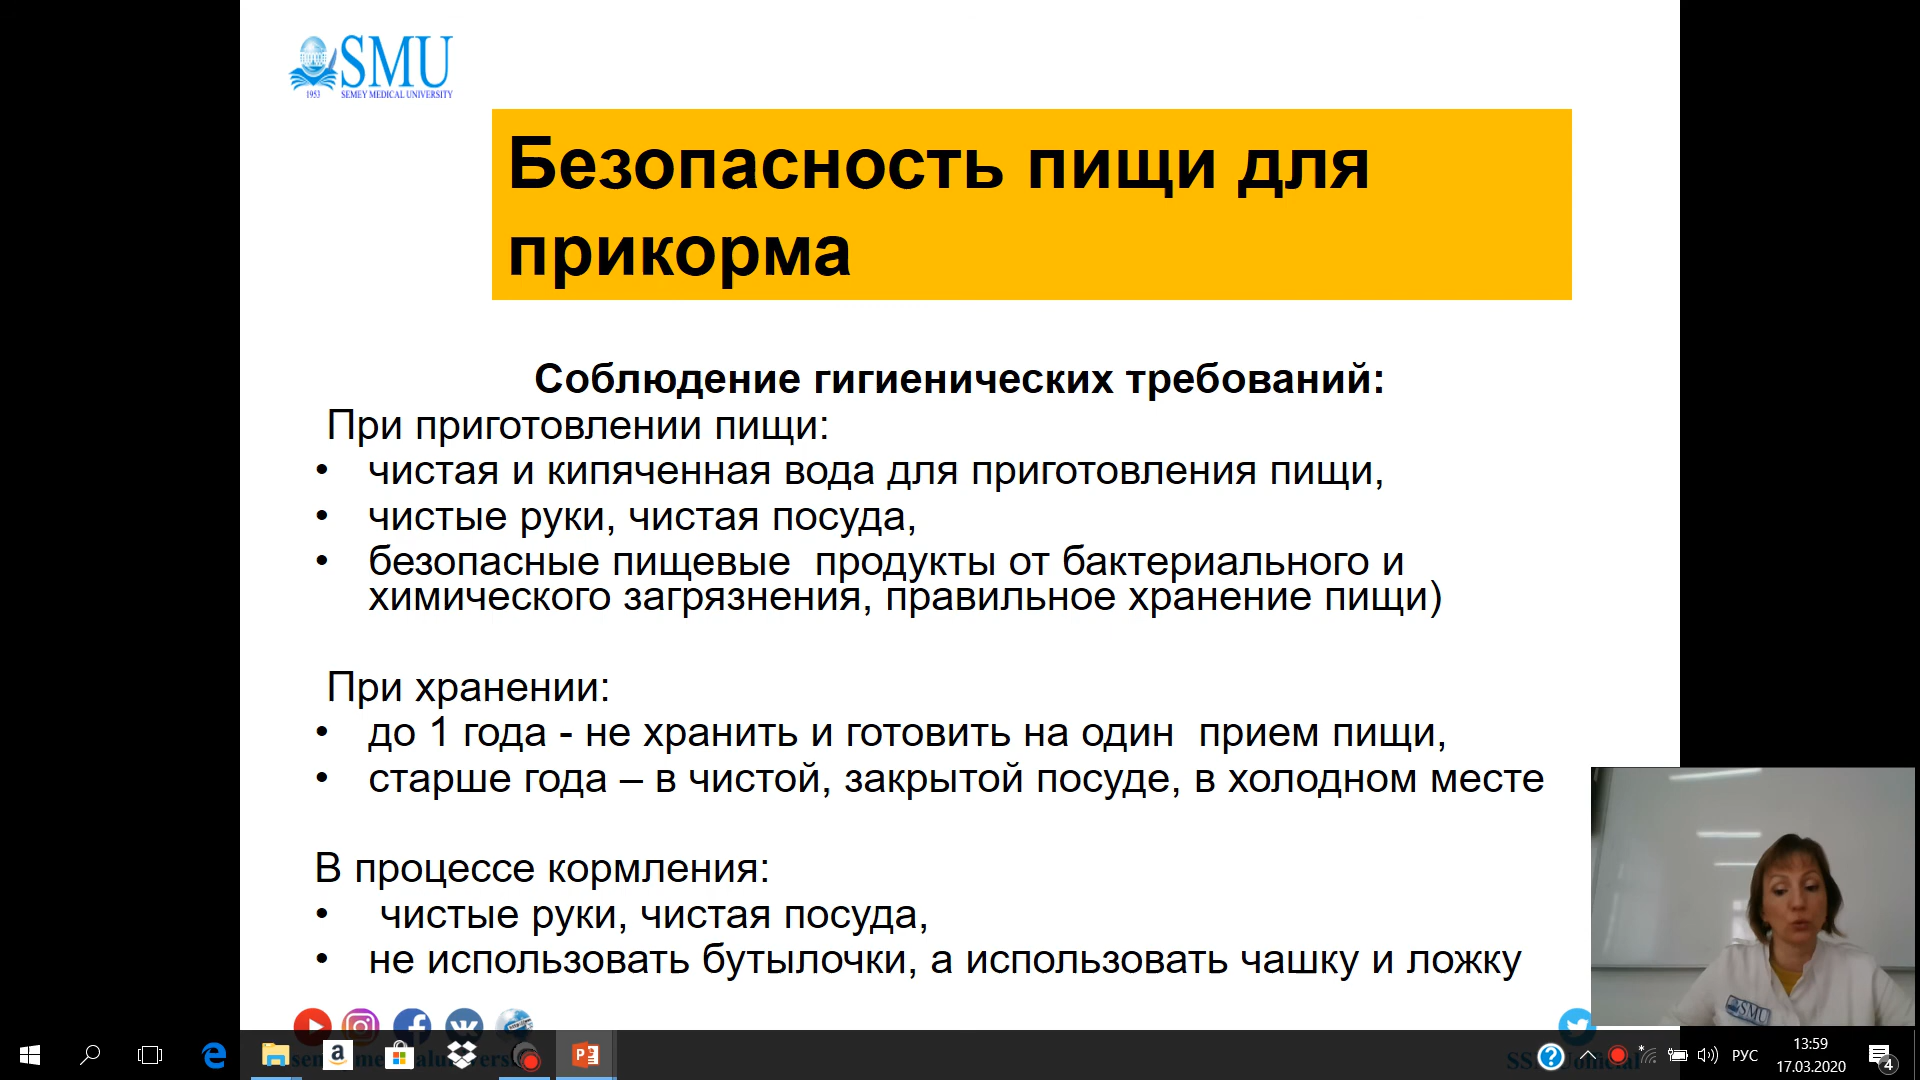 SMU
1953 SEMEY MEDICAL UNIVERSITY
Безопасность пищи для
прикорма
Соблюдение гигиенических требований:
При приготовлении пищи:
• чистая и кипяченная вода для приготовления пищи,
• чистые руки, чистая посуда,
• безопасные пищевые  продукты от бактериального и
химического загрязнения, правильное хранение пищи)
При хранении:
• до 1 года - не хранить и готовить на один  прием пищи,
• старше года – в чистой, закрытой посуде, в холодном месте
В процессе кормления:
• чистые руки, чистая посуда,
• не использовать бутылочки, а использовать чашку и ложку
SMU
РУС
13:59
17.03.2020
4